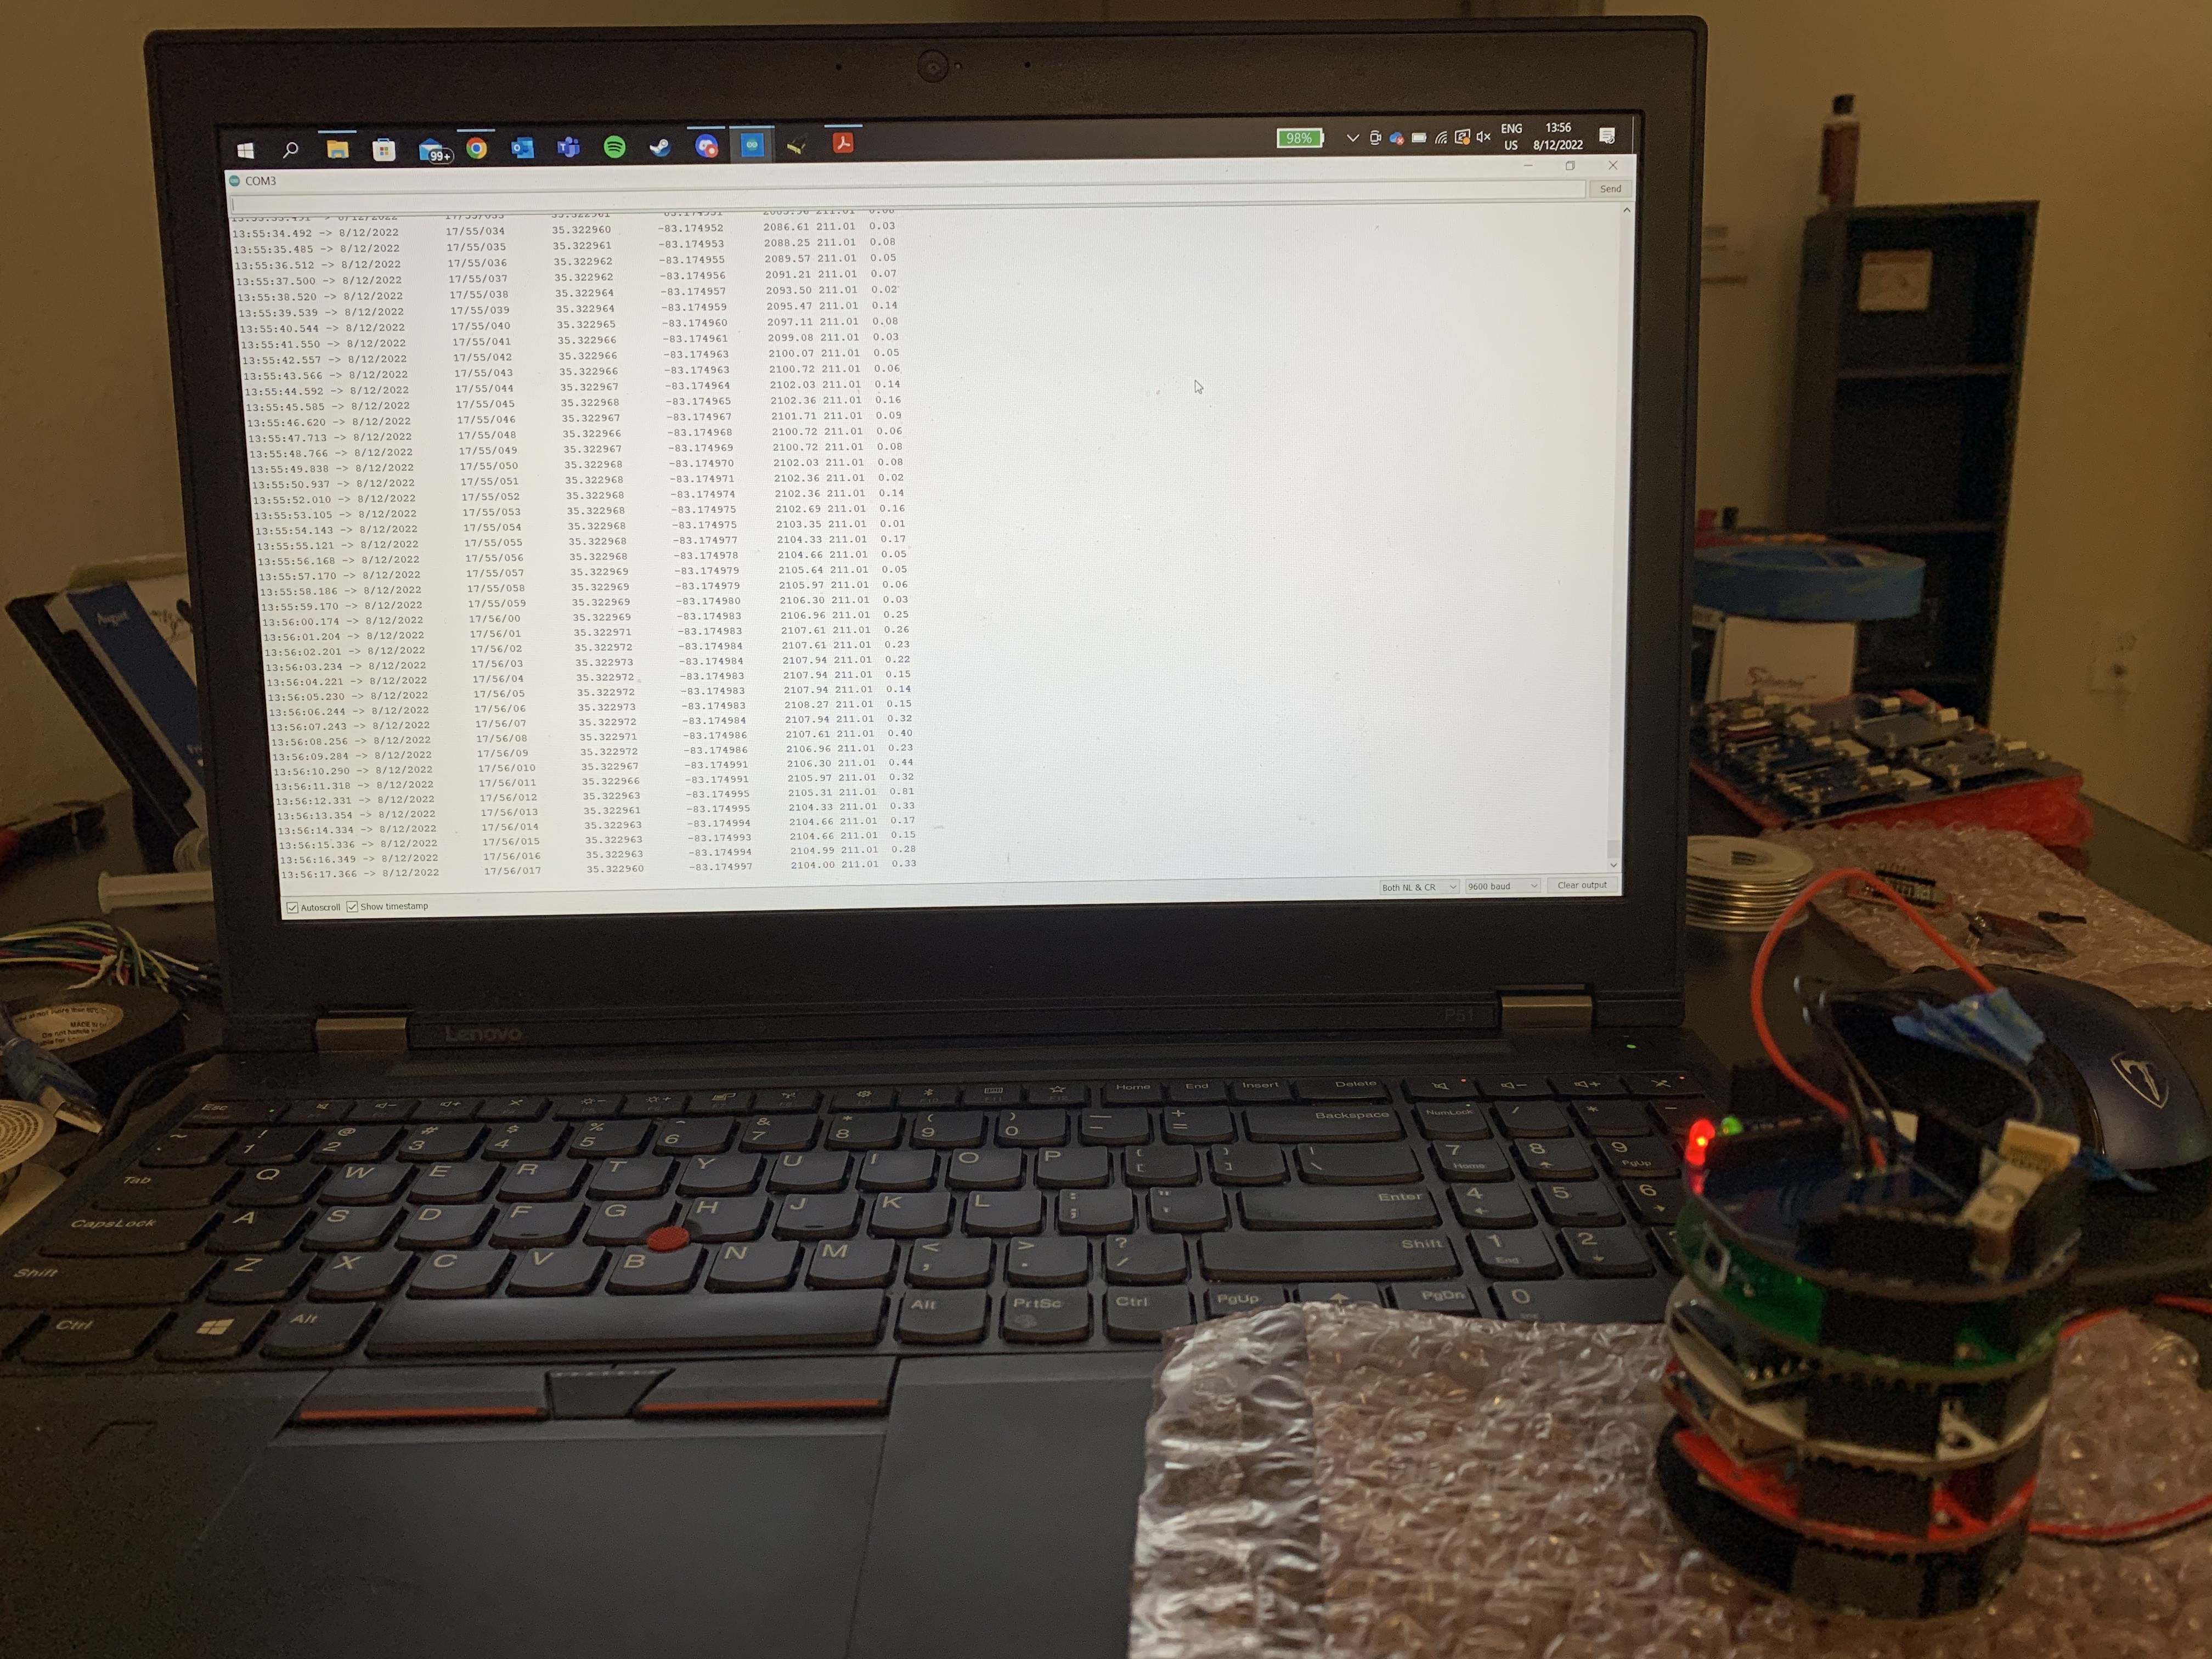 98%
ENG
US
13:56
8/12/2022
99+
COM3
Send
13:55:34.492 -> 8/12/2022 17/55/034 35.322960 -83.174952 2086.61 211.01 0.03
13:55:35.485 -> 8/12/2022 17/55/035 35.322961 -83.174953 2088.25 211.01 0.08
13:55:36.512 -> 8/12/2022 17/55/036 35.322962 -83.174955 2089.57 211.01 0.05
13:55:37.500 -> 8/12/2022 17/55/037 35.322962 -83.174956 2091.21 211.01 0.07
13:55:38.520 -> 8/12/2022 17/55/038 35.322964 -83.174957 2093.50 211.01 0.02
13:55:39.539 -> 8/12/2022 17/55/039 35.322964 -83.174959 2095.47 211.01 0.14
13:55:40.544 -> 8/12/2022 17/55/040 35.322965 -83.174960 2097.11 211.01 0.08
13:55:41.550 -> 8/12/2022 17/55/041 35.322966 -83.174961 2099.08 211.01 0.03
13:55:42.557 -> 8/12/2022 17/55/042 35.322966 -83.174963 2100.07 211.01 0.05
13:55:43.566 -> 8/12/2022 17/55/043 35.322966 -83.174963 2100.72 211.01 0.06
13:55:44.592 -> 8/12/2022 17/55/044 35.322967 -83.174964 2102.03 211.01 0.14
13:55:45.585 -> 8/12/2022 17/55/045 35.322968 -83.174965 2102.36 211.01 0.16
13:55:46.620 -> 8/12/2022 17/55/046 35.322967 -83.174967 2101.71 211.01 0.09
13:55:47.713 -> 8/12/2022 17/55/048 35.322966 -83.174968 2100.72 211.01 0.06
13:55:48.766 -> 8/12/2022 17/55/049 35.322967 -83.174969 2100.72 211.01 0.08
13:55:49.838 -> 8/12/2022 17/55/050 35.322968 -83.174970 2102.03 211.01 0.08
13:55:50.937 -> 8/12/2022 17/55/051 35.322968 -83.174971 2102.36 211.01 0.02
13:55:52.010 -> 8/12/2022 17/55/052 35.322968 -83.174974 2102.36 211.01 0.14
13:55:53.105 -> 8/12/2022 17/55/053 35.322968 -83.174975 2102.69 211.01 0.16
13:55:54.143 -> 8/12/2022 17/55/054 35.322968 -83.174975 2103.35 211.01 0.01
13:55:55.121 -> 8/12/2022 17/55/055 35.322968 -83.174977 2104.33 211.01 0.17
13:55:56.168 -> 8/12/2022 17/55/056 35.322968 -83.174978 2104.66 211.01 0.05
13:55:57.170 -> 8/12/2022 17/55/057 35.322969 -83.174979 2105.64 211.01 0.05
13:55:58.186 -> 8/12/2022 17/55/058 35.322969 -83.174979 2105.97 211.01 0.06
13:55:59.170 -> 8/12/2022 17/55/059 35.322969 -83.174980 2106.30 211.01 0.03
13:56:00.174 -> 8/12/2022 17/56/00 35.322969 -83.174983 2106.96 211.01 0.25
13:56:01.204 -> 8/12/2022 17/56/01 35.322971 -83.174983 2107.61 211.01 0.26
13:56:02.201 -> 8/12/2022 17/56/02 35.322972 -83.174984 2107.61 211.01 0.23
13:56:03.234 -> 8/12/2022 17/56/03 35.322973 -83.174984 2107.94 211.01 0.22
13:56:04.221 -> 8/12/2022 17/56/04 35.322972 -83.174983 2107.94 211.01 0.15
13:56:05.230 -> 8/12/2022 17/56/05 35.322972 -83.174983 2107.94 211.01 0.14
13:56:06.244 -> 8/12/2022 17/56/06 35.322973 -83.174983 2108.27 211.01 0.15
13:56:07.243 -> 8/12/2022 17/56/07 35.322972 -83.174984 2107.94 211.01 0.32
13:56:08.256 -> 8/12/2022 17/56/08 35.322971 -83.174986 2107.61 211.01 0.40
13:56:09.284 -> 8/12/2022 17/56/09 35.322972 -83.174986 2106.96 211.01 0.23
13:56:10.290 -> 8/12/2022 17/56/010 35.322967 -83.174991 2106.30 211.01 0.44
13:56:11.318 -> 8/12/2022 17/56/011 35.322966 -83.174991 2105.97 211.01 0.32
13:56:12.331 -> 8/12/2022 17/56/012 35.322963 -83.174995 2105.31 211.01 0.81
13:56:13.354 -> 8/12/2022 17/56/013 35.322961 -83.174995 2104.33 211.01 0.33
13:56:14.334 -> 8/12/2022 17/56/014 35.322963 -83.174994 2104.66 211.01 0.17
13:56:15.336 -> 8/12/2022 17/56/015 35.322963 -83.174993 2104.66 211.01 0.15
13:56:16.349 -> 8/12/2022 17/56/016 35.322963 -83.174994 2104.99 211.01 0.28
13:56:17.366 -> 8/12/2022 17/56/017 35.322960 -83.174997 2104.00 211.01 0.33
Autoscroll Show timestamp Both NL & CR 9600 baud Clear output
August
MADE IN
Lenovo P51
Esc Home End Insert Delete
~ ! 1 @ 2 # 3 $ 4 % 5 ^ 6 & 7 * 8 ( 9 ) 0 — - + = Backspace NumLock / *
Tab Q W E R T Y U I O P { [ } ] | \ 7 Home 8 9 PgUp
CapsLock A S D F G H J K L : ; " ' Enter 4 5 6
Shift Z X C V B N M < , > . ? / Shift 1 End 2
Ctrl Alt Alt PrtSc Ctrl PgUp PgDn 0